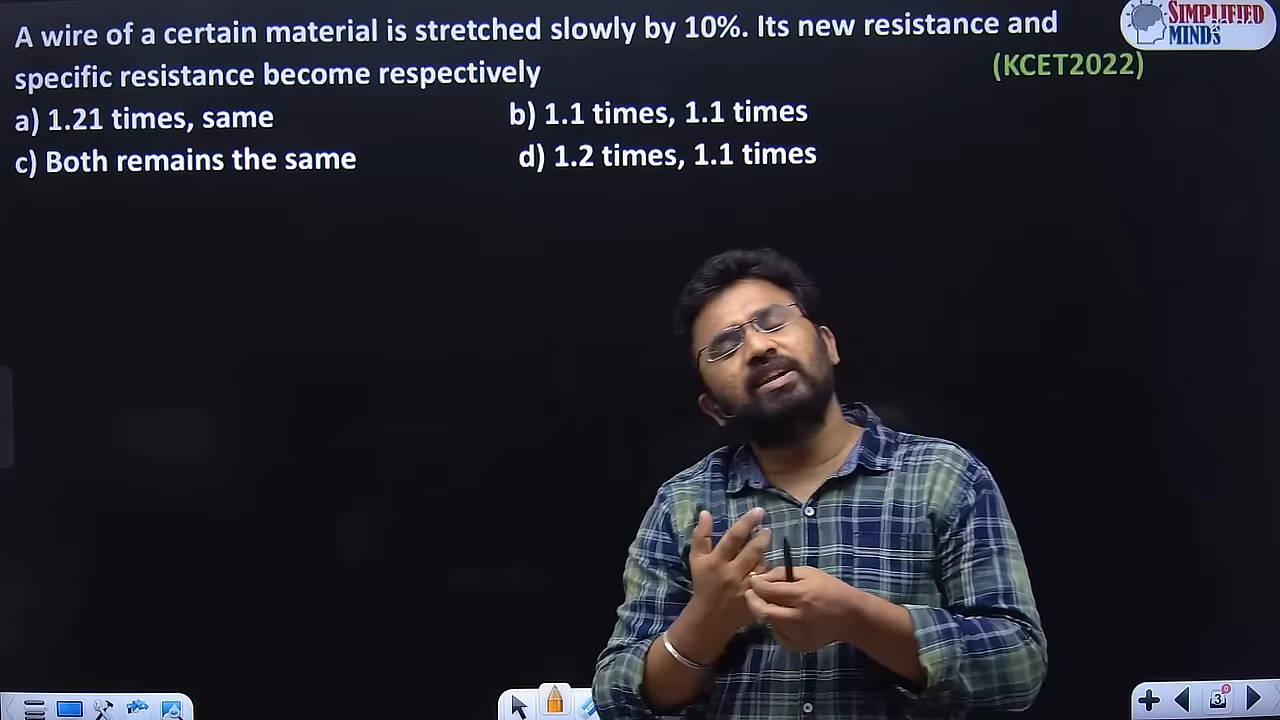 A wire of a certain material is stretched slowly by 10%. Its new resistance and
specific resistance become respectively
(KCET2022)
a) 1.21 times, same
b) 1.1 times, 1.1 times
c) Both remains the same
d) 1.2 times, 1.1 times
SIMPLIFIED
MINDS
3